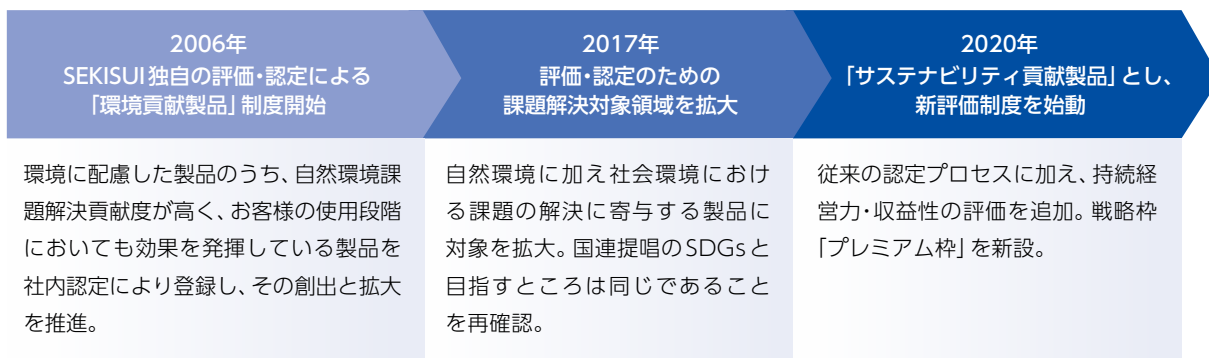 2006年
SEKISUI独自の評価・認定による
「環境貢献製品」制度開始
環境に配慮した製品のうち、自然環境課
題解決貢献度が高く、お客様の使用段階
においても効果を発揮している製品を
社内認定により登録し、その創出と拡大
を推進。
2017年
評価・認定のための
課題解決対象領域を拡大
自然環境に加え社会環境におけ
る課題の解決に寄与する製品に
対象を拡大。国連提唱のSDGsと
目指すところは同じであること
を再確認。
2020年
「サステナビリティ貢献製品」とし、
新評価制度を始動
従来の認定プロセスに加え、持続経
営力・収益性の評価を追加。戦略枠
「プレミアム枠」を新設。